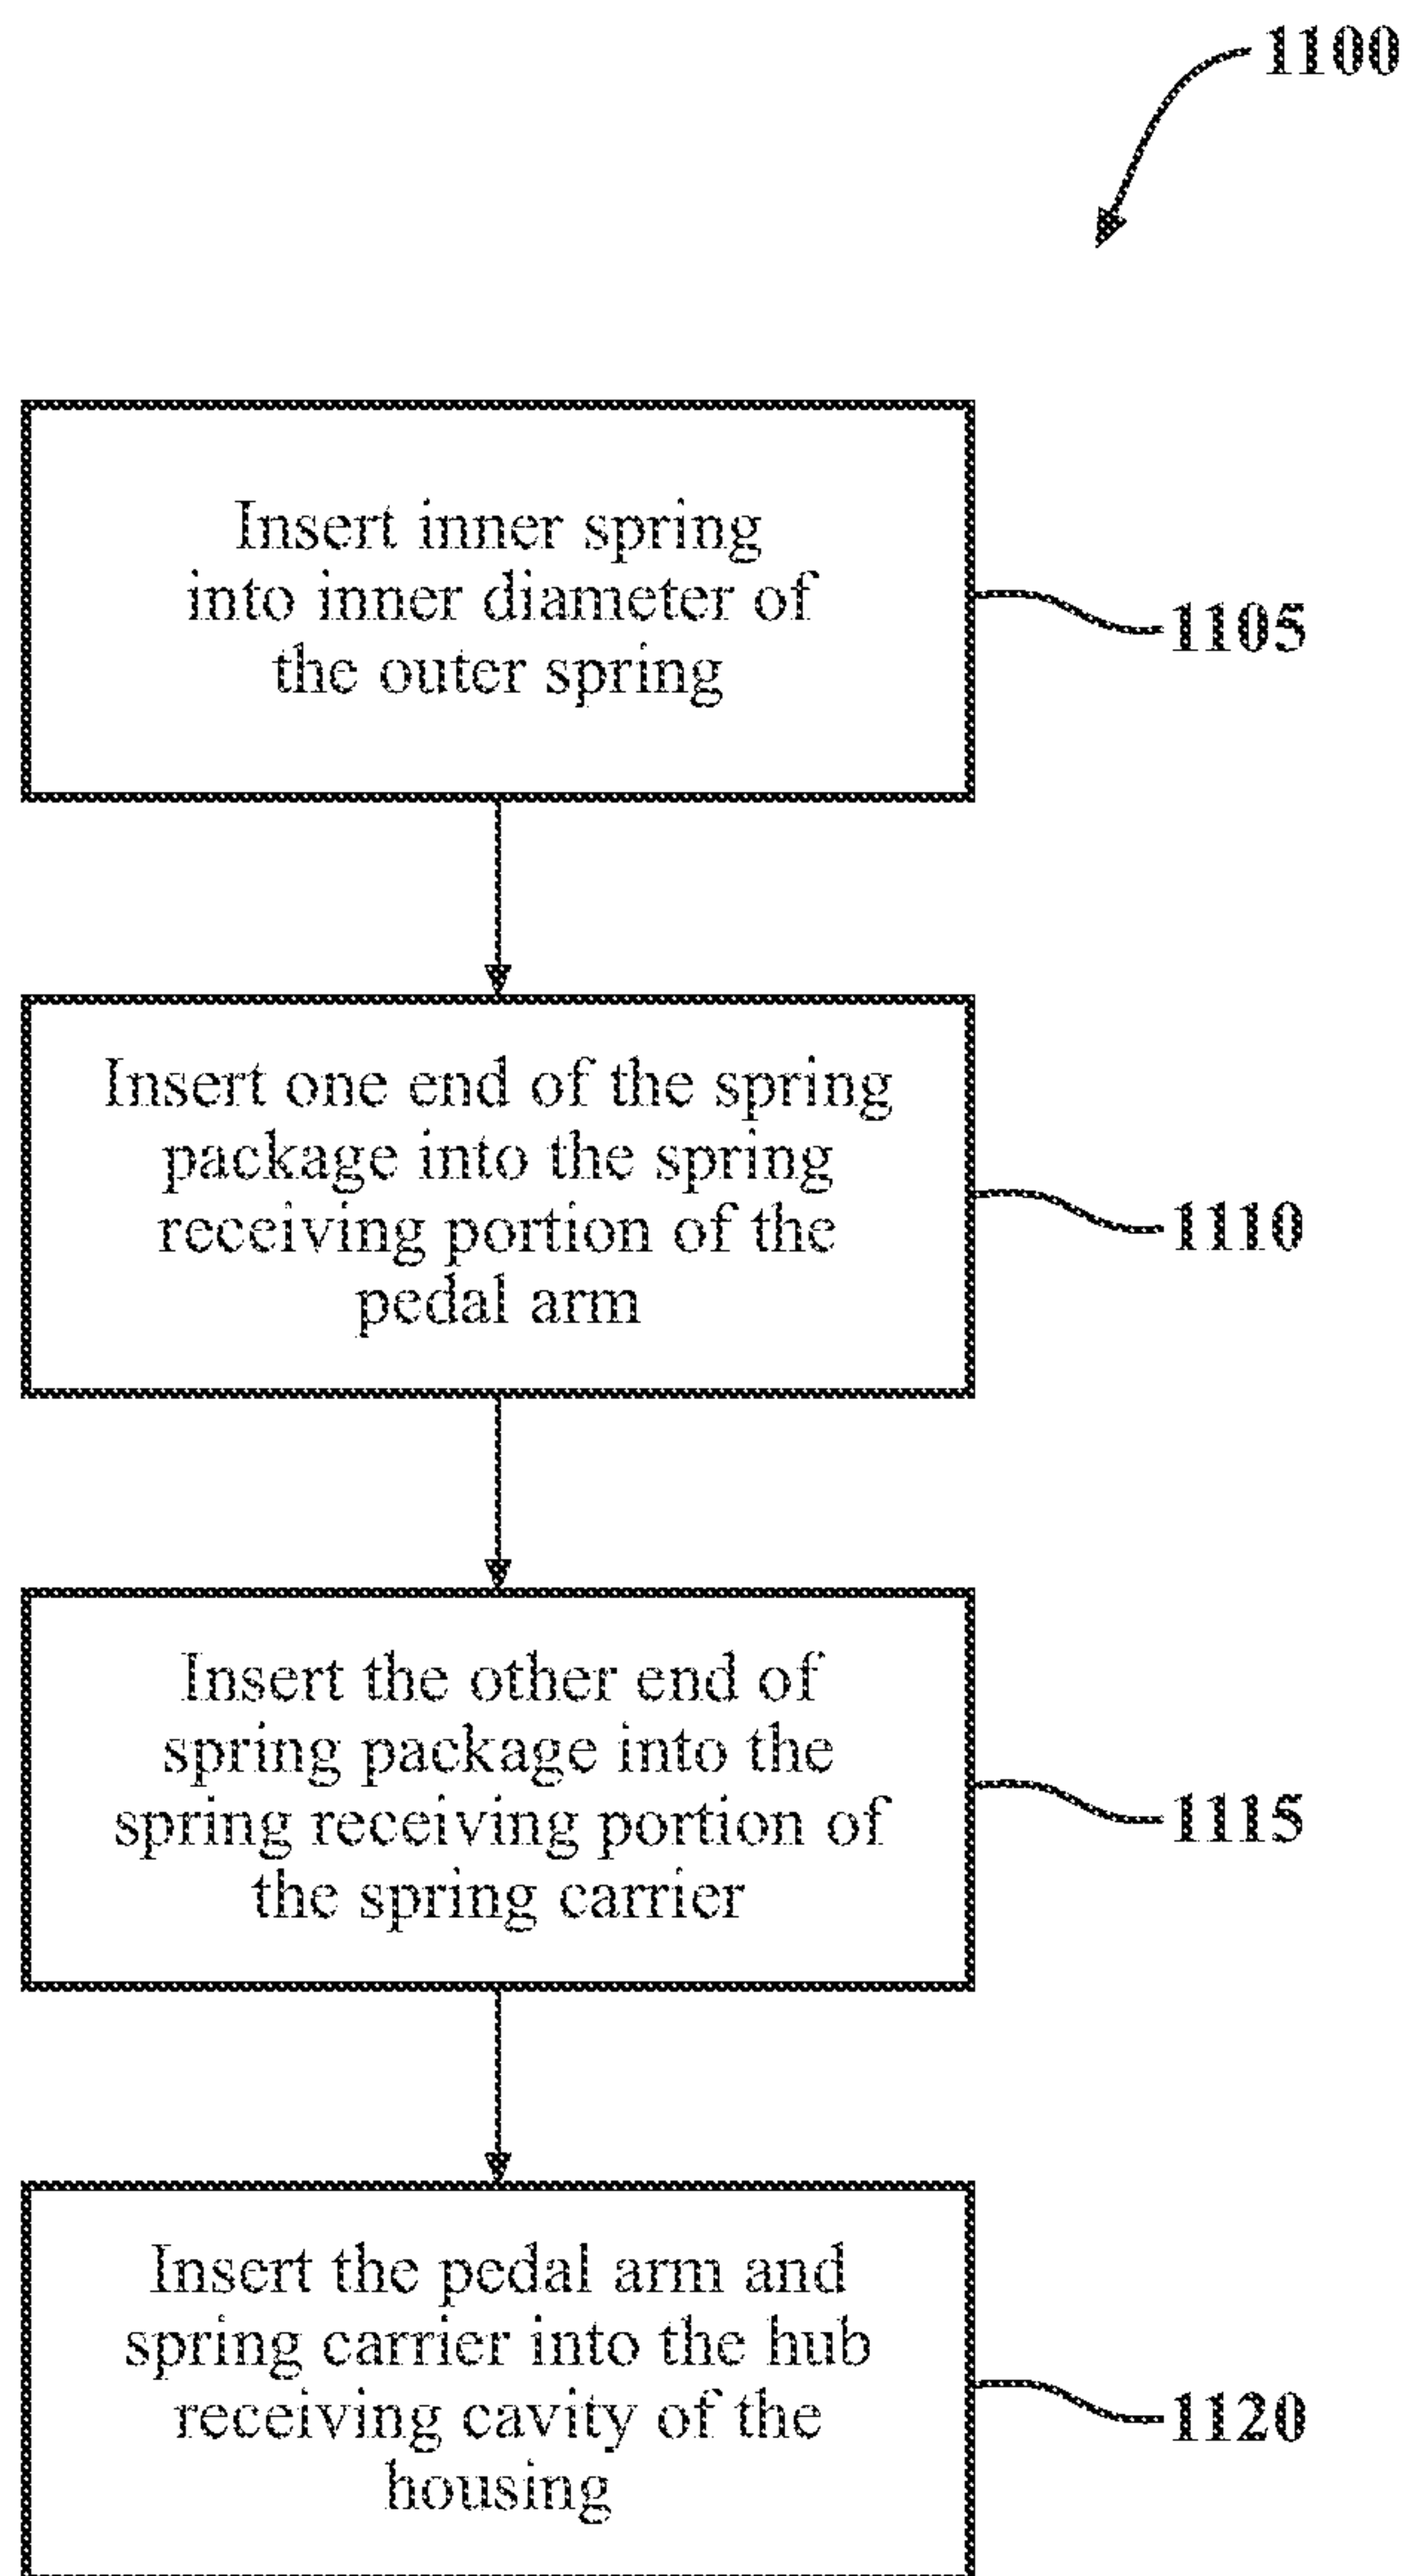 1100
Insert inner spring
into inner diameter of
the outer spring
1105
Insert one end of the spring
package into the spring
receiving portion of the
pedal arm
1110
Insert the other end of
spring package into the
spring receiving portion of
the spring carrier
1115
Insert the pedal arm and
spring carrier into the hub
receiving cavity of the
housing
1120